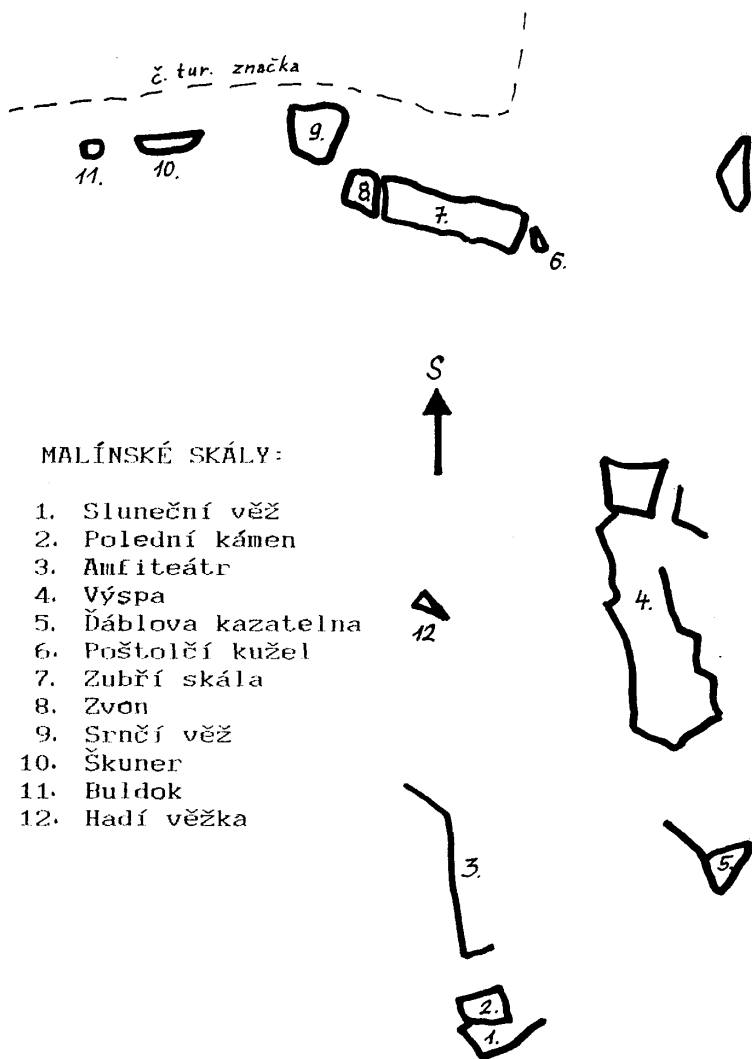 č. tur. značka
9.
11.
10.
8.
7.
6.
S
MALÍNSKÉ SKÁLY:
1. Sluneční věž
2. Polední kámen
3. Amfiteátr
4. Výspa
5. Ďáblova kazatelna
6. Poštolčí kužel
7. Zubří skála
8. Zvon
9. Srnčí věž
10. Škuner
11. Buldok
12. Hadí věžka
4.
12
3.
5.
2.
1.